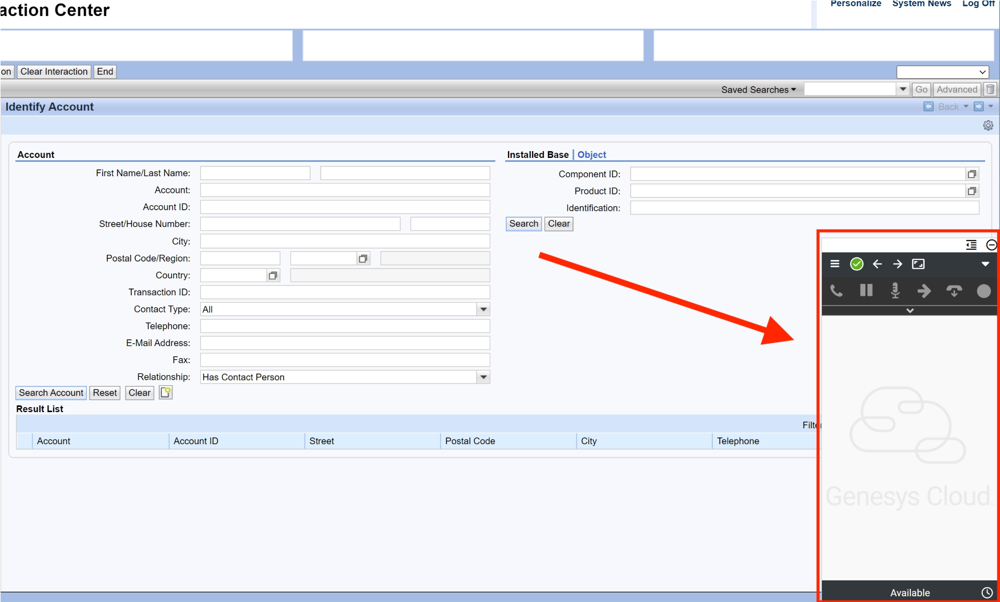 action Center
Personalize System News Log Off
on Clear Interaction End
Saved Searches Go Advanced
Identify Account
Back
Account
First Name/Last Name:
Account:
Account ID:
Street/House Number:
City:
Postal Code/Region:
Country:
Transaction ID:
Contact Type: All
Telephone:
E-Mail Address:
Fax:
Relationship: Has Contact Person
Search Account Reset Clear
Installed Base Object
Component ID:
Product ID:
Identification:
Search Clear
Result List
Filte
Account Account ID Street Postal Code City Telephone
Genesys Cloud.
Available